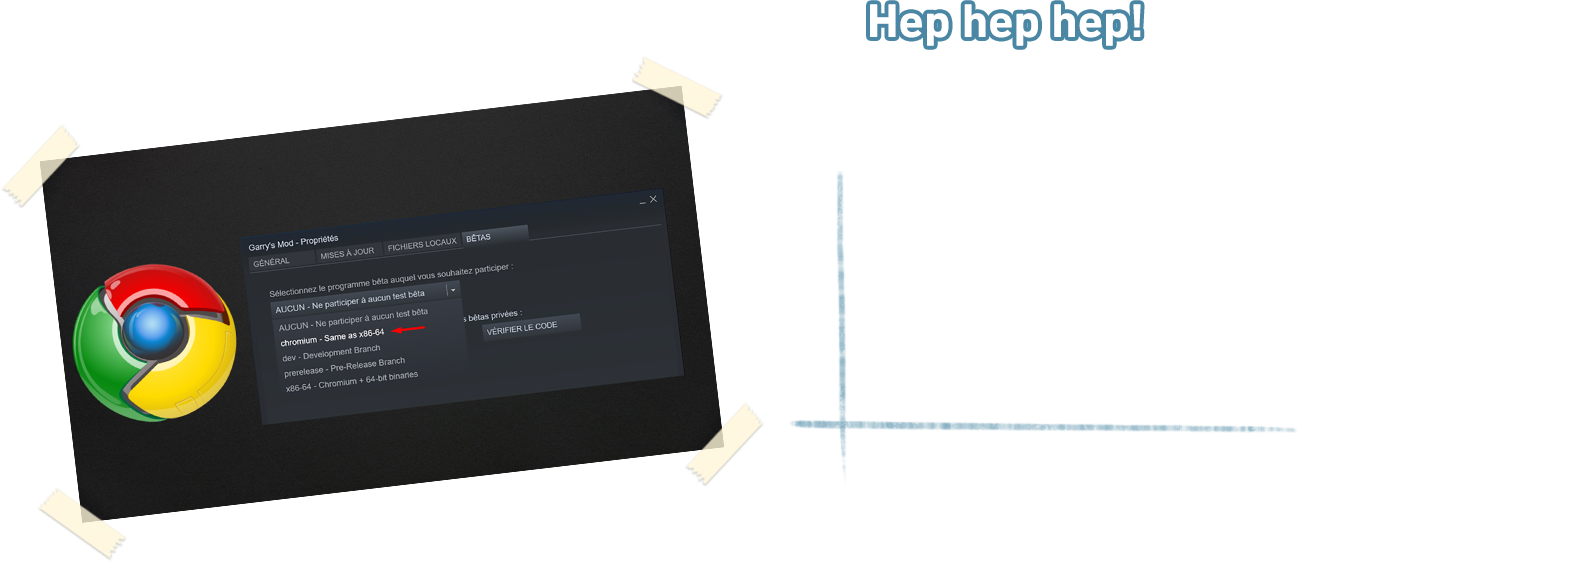 Hep hep hep!
Garry's Mod - Propriétés
GÉNÉRAL
MISES À JOUR
FICHIERS LOCAUX
BÊTAS
Sélectionnez le programme bêta auquel vous souhaitez participer :
AUCUN - Ne participer à aucun test bêta
AUCUN - Ne participer à aucun test bêta
chromium - Same as x86-64
dev - Development Branch
prerelease - Pre-Release Branch
x86-64 - Chromium + 64-bit binaries
s bêtas privées :
VÉRIFIER LE CODE